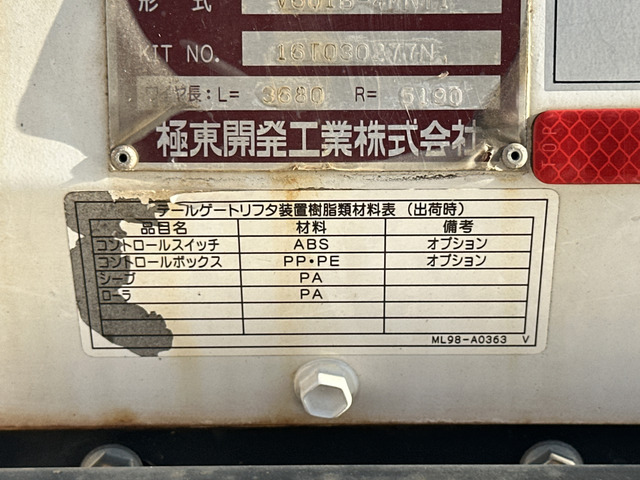 形 式
KIT NO. 16T080277N
ワイヤ長:L= 3680 R= 5190
極東開発工業株式会社
テールゲートリフタ装置樹脂類材料表 (出荷時)
品目名 材料 備考
コントロールスイッチ ABS オプション
コントロールボックス PP・PE オプション
シーブ PA
ローラ PA
ML98-A0363 V